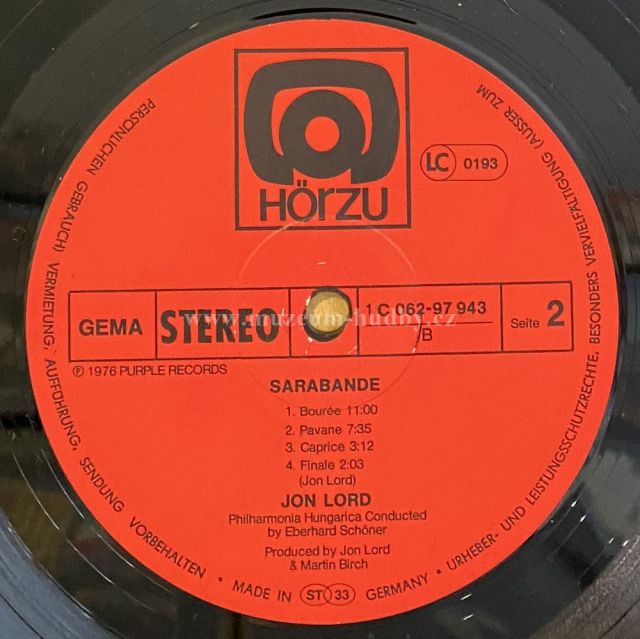 HÖRZU
LC 0193
GEMA
STEREO
1 C 062-97 943
B
Seite 2
℗ 1976 PURPLE RECORDS
www.muzeum-hudby.cz
SARABANDE
1. Bourée 11:00
2. Pavane 7:35
3. Caprice 3:12
4. Finale 2:03
(Jon Lord)
JON LORD
Philharmonia Hungarica Conducted
by Eberhard Schöner
Produced by Jon Lord
& Martin Birch
URHEBER- UND LEISTUNGSSCHUTZRECHTE, BESONDERS VERVIELFÄLTIGUNG (AUSSER ZUM PERSÖNLICHEN GEBRAUCH) VERMIETUNG, AUFFÜHRUNG, SENDUNG VORBEHALTEN • MADE IN ST 33 GERMANY •